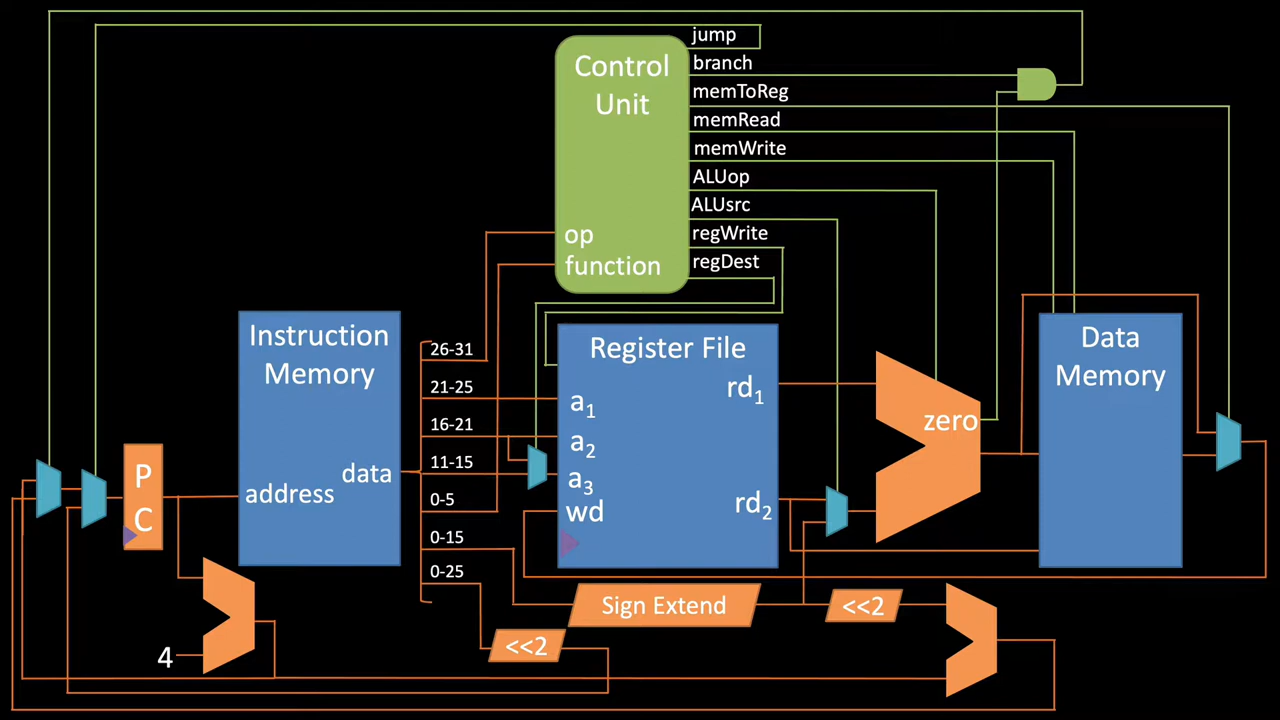 jump
Control
Unit
branch
memToReg
memRead
memWrite
ALUop
ALUsrc
regWrite
regDest
op
function
Instruction
Memory
address
data
26-31
21-25
16-21
11-15
0-5
0-15
0-25
Register File
a1
a2
a3
wd
rd1
rd2
zero
Data
Memory
P
C
4
Sign Extend
<<2
<<2